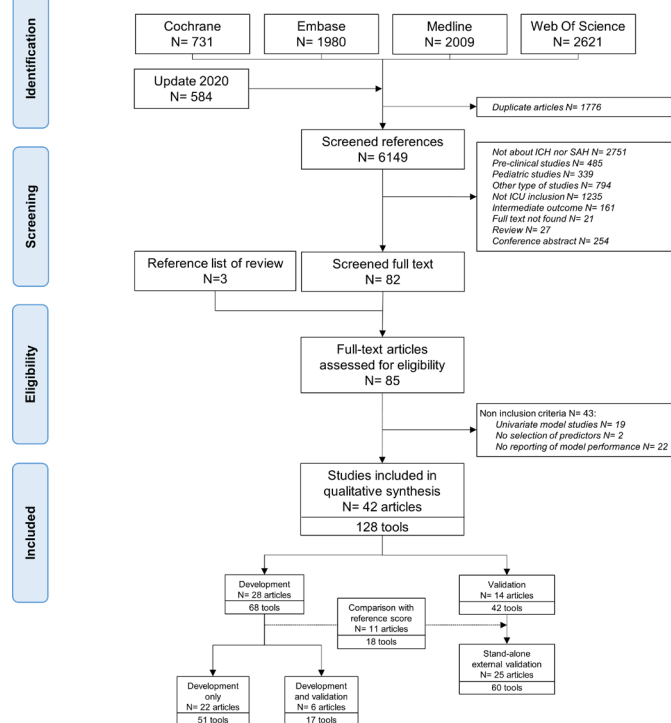 Identification
Cochrane
N= 731
Embase
N= 1980
Medline
N= 2009
Web Of Science
N= 2621
Update 2020
N= 584
Duplicate articles N= 1776
Screened references
N= 6149
Screening
Not about ICH nor SAH N= 2751
Pre-clinical studies N= 485
Pediatric studies N= 339
Other type of studies N= 794
Not ICU inclusion N= 1235
Intermediate outcome N= 161
Full text not found N= 21
Review N= 27
Conference abstract N= 254
Reference list of review
N=3
Screened full text
N= 82
Eligibility
Full-text articles
assessed for eligibility
N= 85
Non inclusion criteria N= 43:
Univariate model studies N= 19
No selection of predictors N= 2
No reporting of model performance N= 22
Included
Studies included in
qualitative synthesis
N= 42 articles
128 tools
Development
N= 28 articles
68 tools
Validation
N= 14 articles
42 tools
Comparison with
reference score
N= 11 articles
18 tools
Stand-alone
external validation
N= 25 articles
60 tools
Development
only
N= 22 articles
51 tools
Development
and validation
N= 6 articles
17 tools